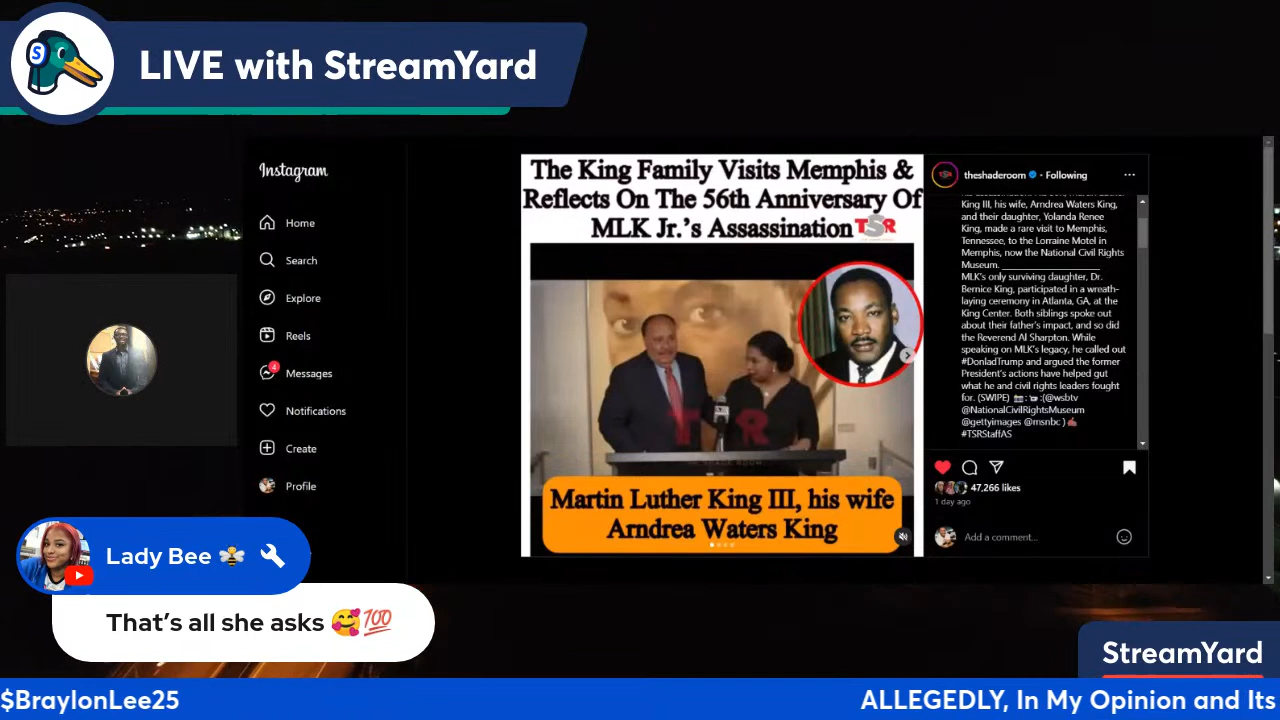 S
LIVE with StreamYard
Instagram
Home
Search
Explore
Reels
4
Messages
Notifications
Create
Profile
The King Family Visits Memphis &
Reflects On The 56th Anniversary Of
MLK Jr.'s Assassination TSR
T R
Martin Luther King III, his wife
Arndrea Waters King
theshaderoom • Following
King III, his wife, Arndrea Waters King,
and their daughter, Yolanda Renee
King, made a rare visit to Memphis,
Tennessee, to the Lorraine Motel in
Memphis, now the National Civil Rights
Museum. ____________________
MLK's only surviving daughter, Dr.
Bernice King, participated in a wreath-
laying ceremony in Atlanta, GA, at the
King Center. Both siblings spoke out
about their father's impact, and so did
the Reverend Al Sharpton. While
speaking on MLK's legacy, he called out
#DonladTrump and argued the former
President's actions have helped gut
what he and civil rights leaders fought
for. (SWIPE) 📷:📹:(@wsbtv
@NationalCivilRightsMuseum
@gettyimages @msnbc )✍🏾
#TSRStaffAS
47,266 likes
1 day ago
Add a comment...
Lady Bee 🐝
That's all she asks 🥰💯
StreamYard
$BraylonLee25
ALLEGEDLY, In My Opinion and Its